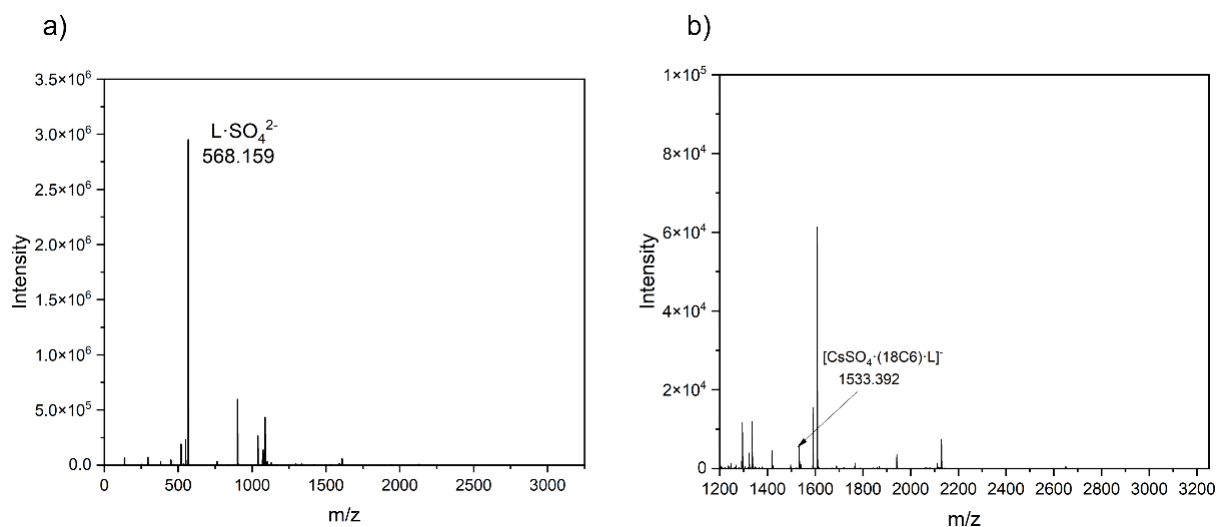 a)
3.5×10⁶
3.0×10⁶
2.5×10⁶
2.0×10⁶
1.5×10⁶
1.0×10⁶
5.0×10⁵
0.0
Intensity
L·SO₄²⁻
568.159
0 500 1000 1500 2000 2500 3000
m/z
b)
1×10⁵
8×10⁴
6×10⁴
4×10⁴
2×10⁴
0
Intensity
[CsSO₄·(18C6)·L]⁻
1533.392
1200 1400 1600 1800 2000 2200 2400 2600 2800 3000 3200
m/z